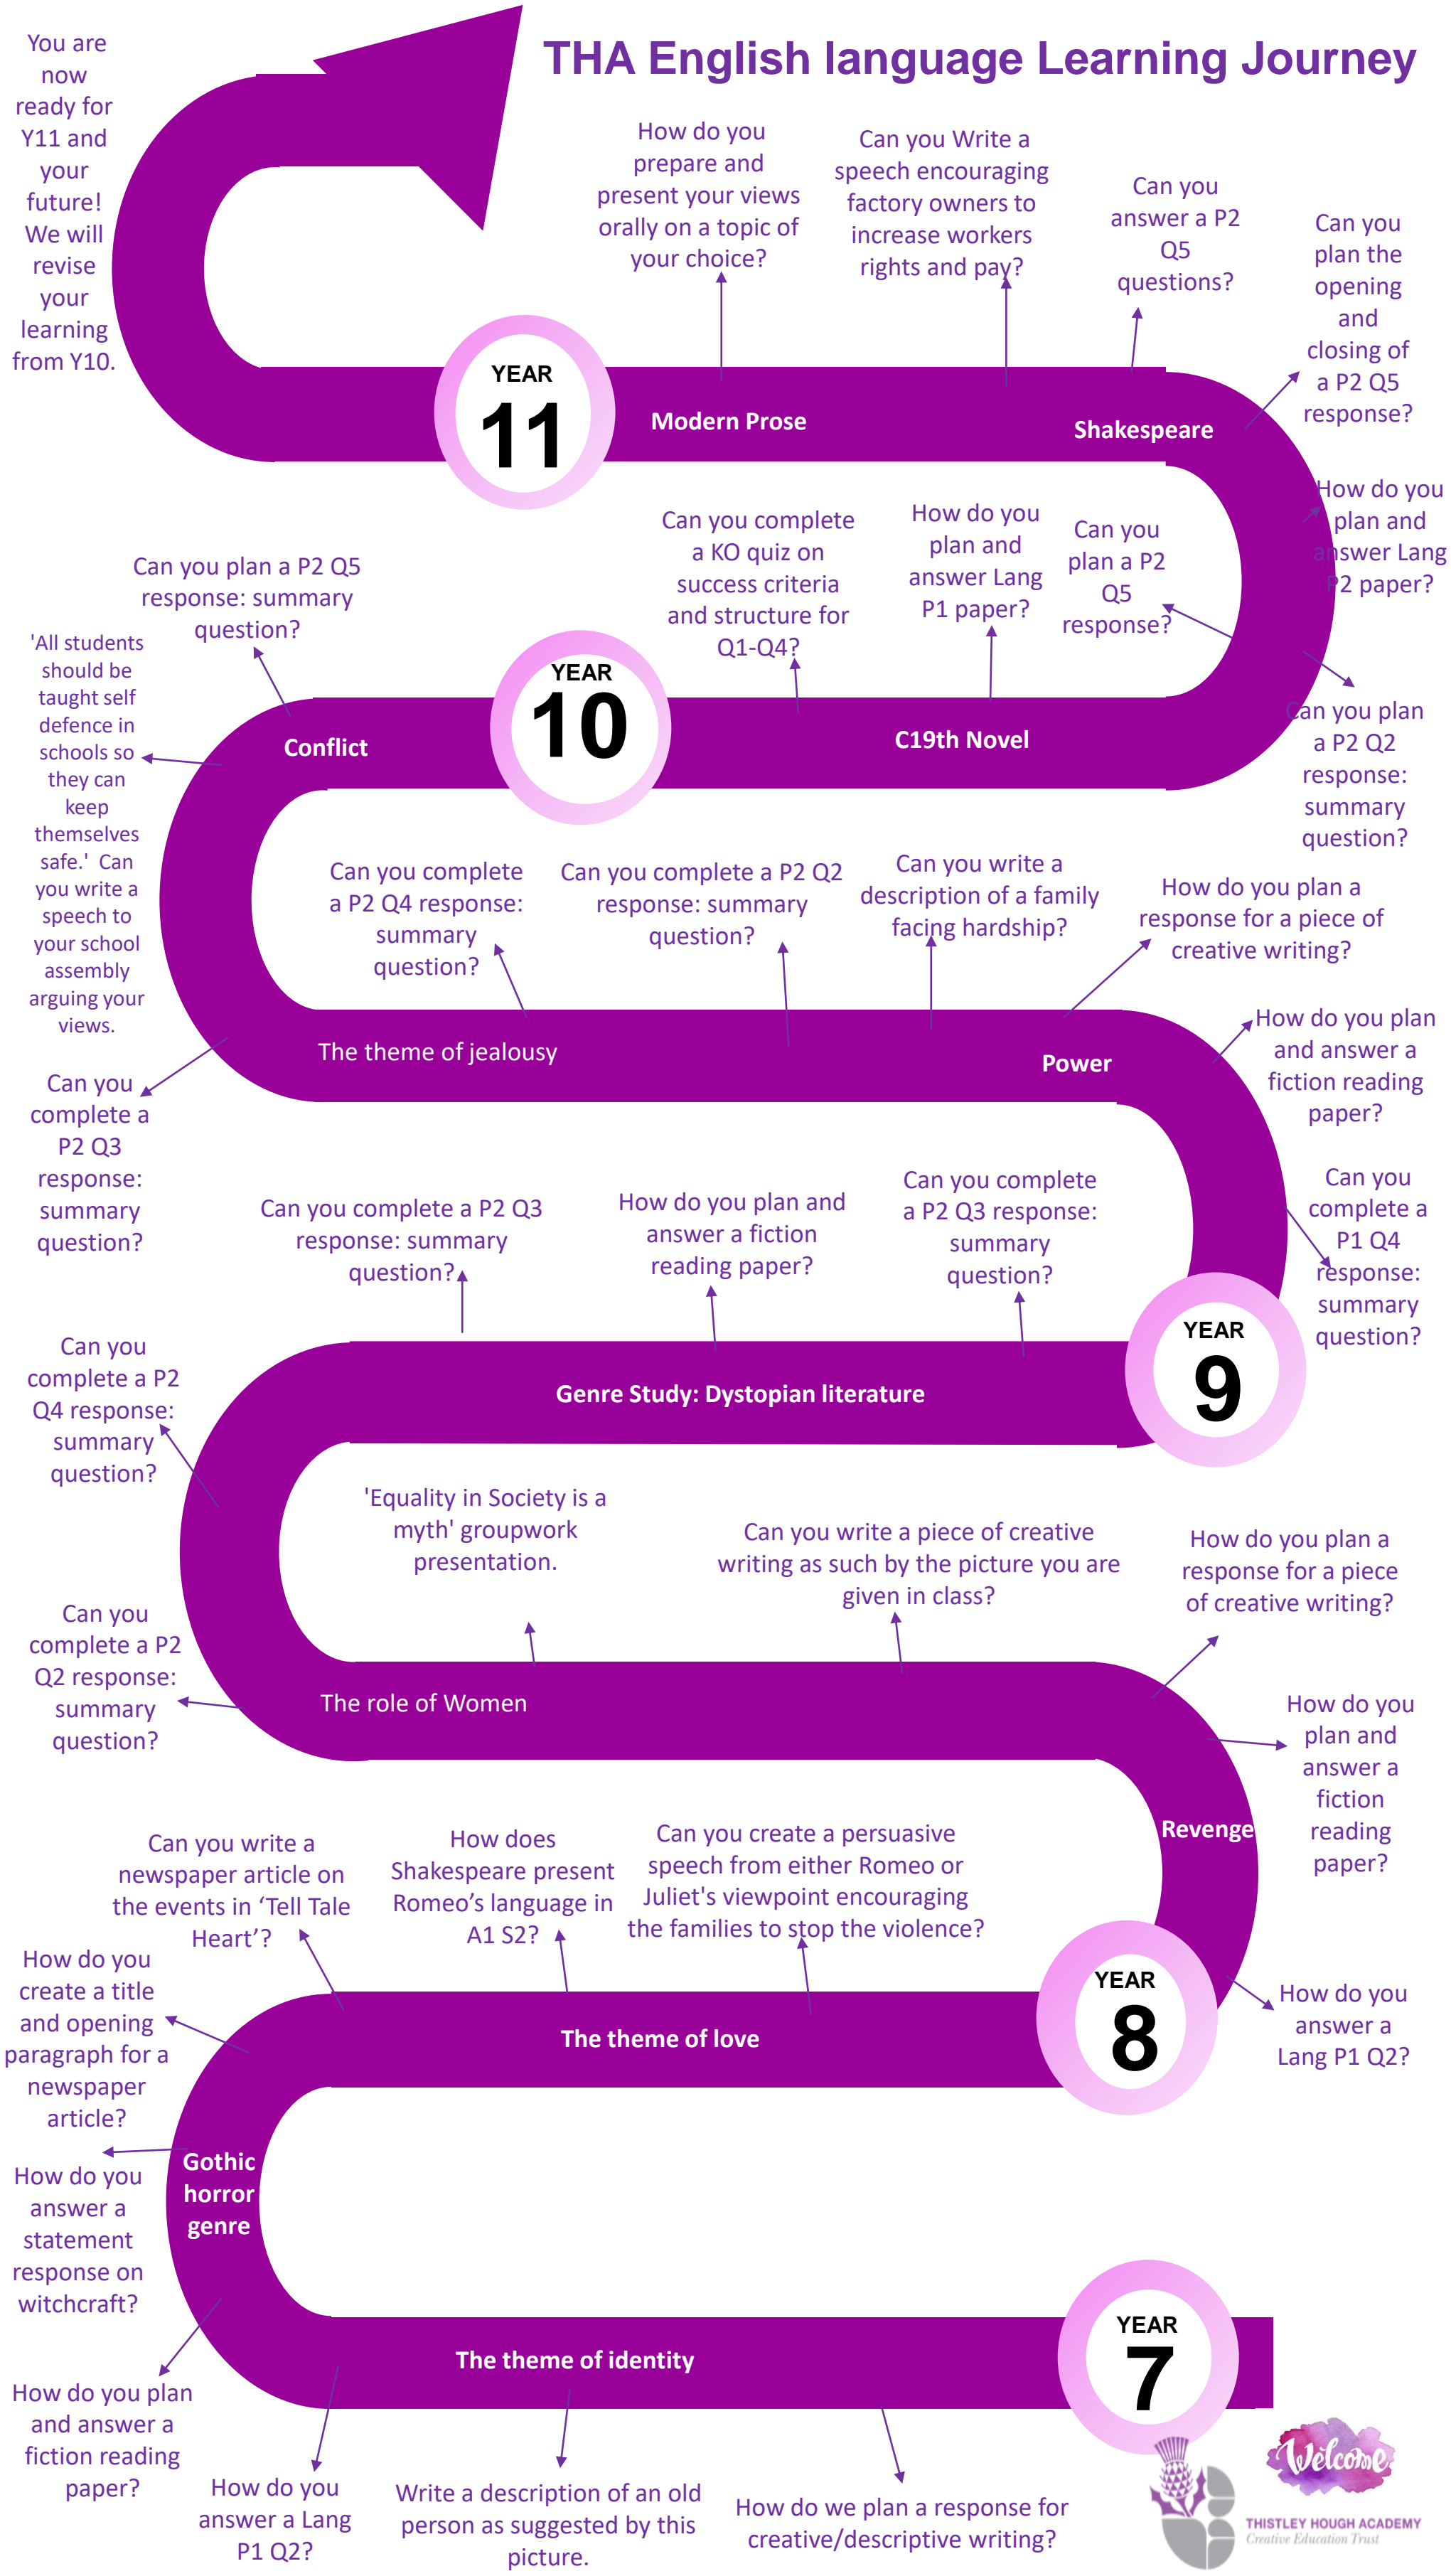 THA English language Learning Journey
You are
now
ready for
Y11 and
your
future!
We will
revise
your
learning
from Y10.
How do you
prepare and
present your views
orally on a topic of
your choice?
Can you Write a
speech encouraging
factory owners to
increase workers
rights and pay?
Can you
answer a P2
Q5
questions?
Can you
plan the
opening
and
closing of
a P2 Q5
response?
YEAR
11
Modern Prose
Shakespeare
How do you
plan and
answer Lang
P2 paper?
Can you complete
a KO quiz on
success criteria
and structure for
Q1-Q4?
How do you
plan and
answer Lang
P1 paper?
Can you
plan a P2
Q5
response?
Can you plan a P2 Q5
response: summary
question?
'All students
should be
taught self
defence in
schools so
they can
keep
themselves
safe.' Can
you write a
speech to
your school
assembly
arguing your
views.
YEAR
10
Conflict
C19th Novel
Can you plan
a P2 Q2
response:
summary
question?
Can you complete
a P2 Q4 response:
summary
question?
Can you complete a P2 Q2
response: summary
question?
Can you write a
description of a family
facing hardship?
How do you plan a
response for a piece of
creative writing?
How do you plan
and answer a
fiction reading
paper?
The theme of jealousy
Power
Can you
complete a
P2 Q3
response:
summary
question?
Can you complete a P2 Q3
response: summary
question?
How do you plan and
answer a fiction
reading paper?
Can you complete
a P2 Q3 response:
summary
question?
Can you
complete a
P1 Q4
response:
summary
question?
YEAR
9
Genre Study: Dystopian literature
Can you
complete a P2
Q4 response:
summary
question?
'Equality in Society is a
myth' groupwork
presentation.
Can you write a piece of creative
writing as such by the picture you are
given in class?
How do you plan a
response for a piece
of creative writing?
Can you
complete a P2
Q2 response:
summary
question?
The role of Women
How do you
plan and
answer a
fiction
reading
paper?
Revenge
Can you write a
newspaper article on
the events in ‘Tell Tale
Heart’?
How does
Shakespeare present
Romeo’s language in
A1 S2?
Can you create a persuasive
speech from either Romeo or
Juliet's viewpoint encouraging
the families to stop the violence?
How do you
create a title
and opening
paragraph for a
newspaper
article?
YEAR
8
The theme of love
How do you
answer a
Lang P1 Q2?
Gothic
horror
genre
How do you
answer a
statement
response on
witchcraft?
YEAR
7
The theme of identity
How do you plan
and answer a
fiction reading
paper?
How do you
answer a Lang
P1 Q2?
Write a description of an old
person as suggested by this
picture.
How do we plan a response for
creative/descriptive writing?
Welcome
THISTLEY HOUGH ACADEMY
Creative Education Trust